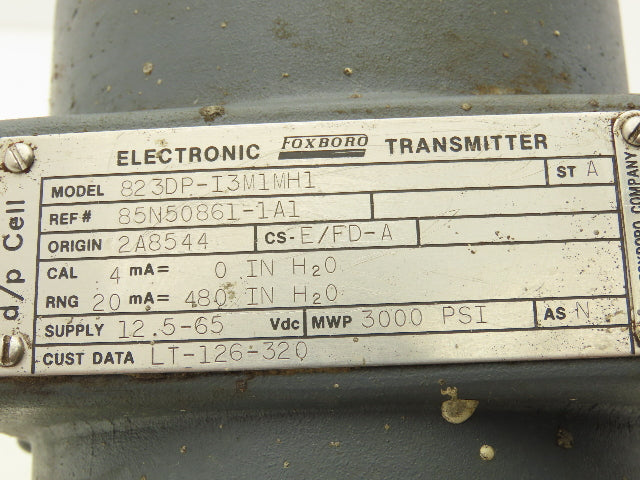 ELECTRONIC FOXBORO TRANSMITTER
MODEL 823DP-I3M1MH1 ST A
REF# 85N50861-1A1
ORIGIN 2A8544 CS-E/FD-A
CAL 4 mA= 0 IN H2O
RNG 20 mA= 480 IN H2O
SUPPLY 12.5-65 Vdc MWP 3000 PSI AS N
CUST DATA LT-126-320
d/p Cell
COMPANY